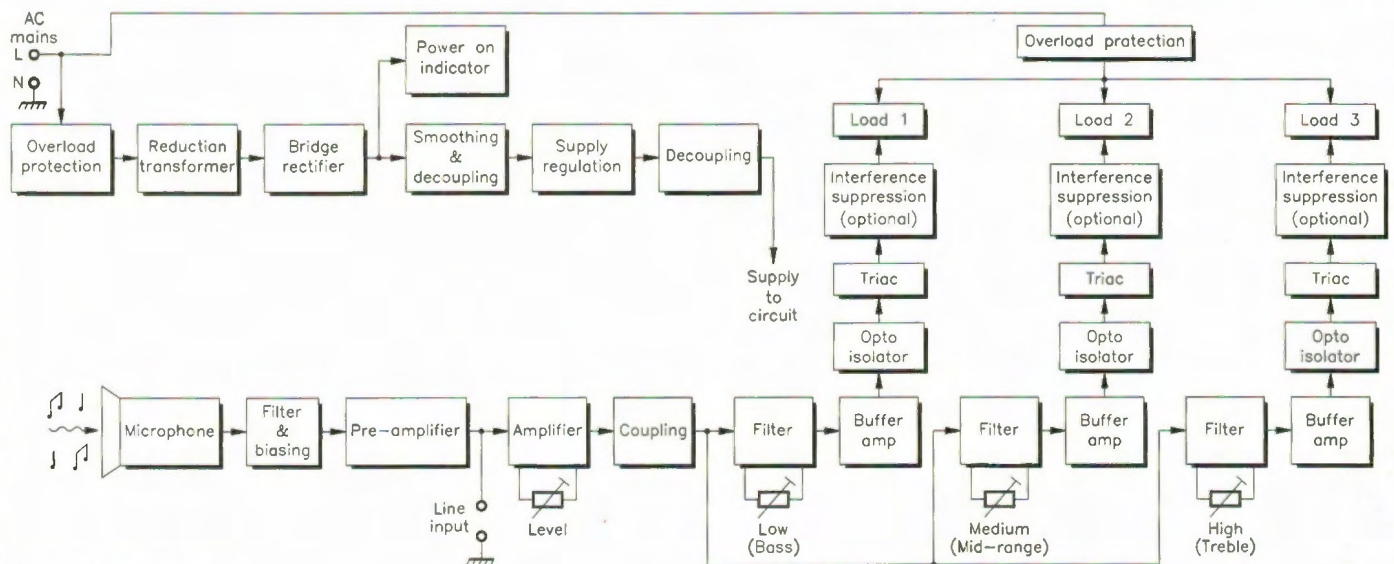 AC
mains
L
N
Overload
protection
Reduction
transformer
Bridge
rectifier
Power on
indicator
Smoothing
&
decoupling
Supply
regulation
Decoupling
Supply
to
circuit
Overload protection
Load 1
Load 2
Load 3
Interference
suppression
(optional)
Interference
suppression
(optional)
Interference
suppression
(optional)
Triac
Triac
Triac
Opto
isolator
Opto
isolator
Opto
isolator
Microphone
Filter
&
biasing
Pre-amplifier
Amplifier
Coupling
Filter
Buffer
amp
Filter
Buffer
amp
Filter
Buffer
amp
Line
input
Level
Low
(Bass)
Medium
(Mid-range)
High
(Treble)